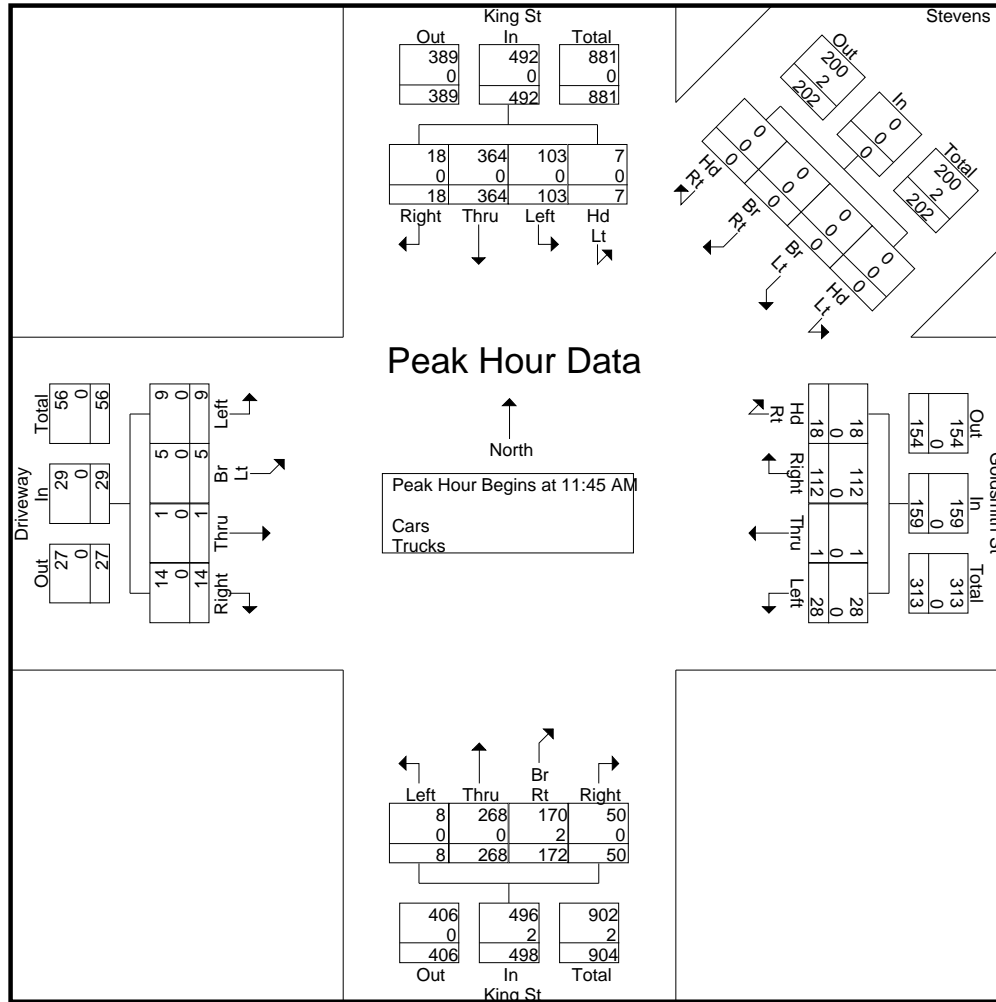 King St
Out In Total
389 492 881
0 0 0
389 492 881
18 364 103 7
0 0 0 0
18 364 103 7
Right Thru Left Hd Lt
Stevens
Out
200
2
202
In
0
0
0
Total
200
2
202
0 0 0 0
0 0 0 0
0 0 0 0
Hd Rt
Br Rt
Br Lt
Hd Lt
Peak Hour Data
North
Peak Hour Begins at 11:45 AM
Cars
Trucks
Driveway
Total
56
0
56
In
29
0
29
Out
27
0
27
9 0 9
Left
5 0 5
Br Lt
1 0 1
Thru
14 0 14
Right
Hd Rt
18 0 18
Right
112 0 112
Thru
1 0 1
Left
28 0 28
Goldsmith St
Out
154
0
154
In
159
0
159
Total
313
0
313
Left Thru Br Rt Right
8 268 170 50
0 0 2 0
8 268 172 50
406 496 902
0 2 2
406 498 904
Out In Total
King St